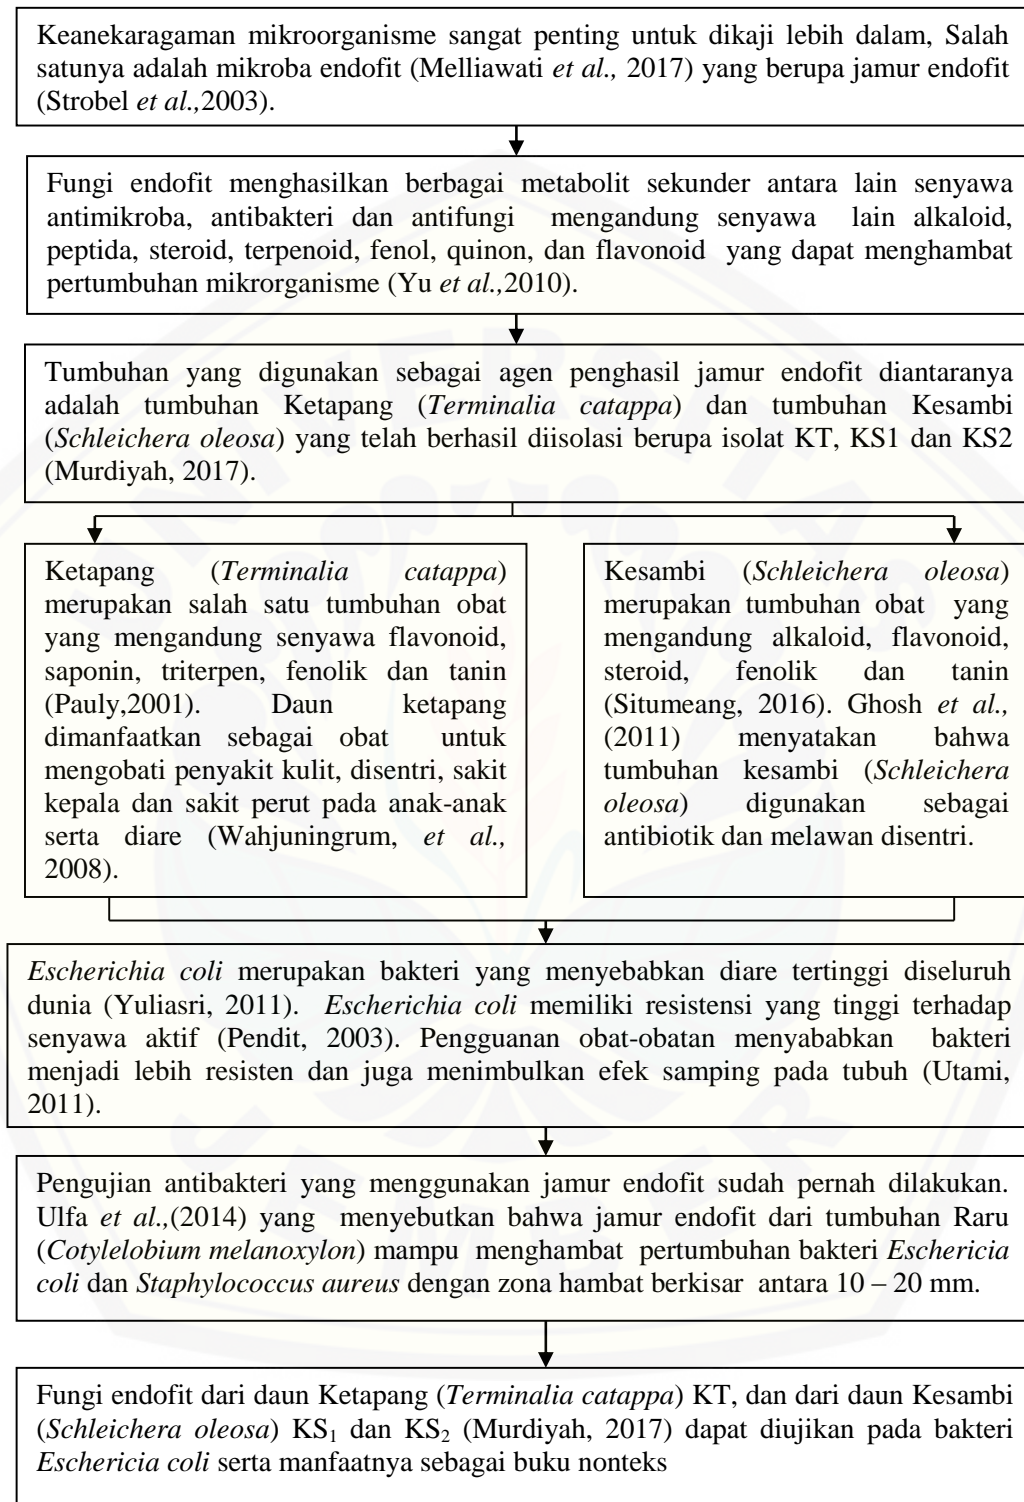 Keanekaragaman mikroorganisme sangat penting untuk dikaji lebih dalam, Salah
satunya adalah mikroba endofit (Melliawati et al., 2017) yang berupa jamur endofit
(Strobel et al.,2003).
Fungi endofit menghasilkan berbagai metabolit sekunder antara lain senyawa
antimikroba, antibakteri dan antifungi mengandung senyawa lain alkaloid,
peptida, steroid, terpenoid, fenol, quinon, dan flavonoid yang dapat menghambat
pertumbuhan mikrorganisme (Yu et al.,2010).
Tumbuhan yang digunakan sebagai agen penghasil jamur endofit diantaranya
adalah tumbuhan Ketapang (Terminalia catappa) dan tumbuhan Kesambi
(Schleichera oleosa) yang telah berhasil diisolasi berupa isolat KT, KS1 dan KS2
(Murdiyah, 2017).
Ketapang (Terminalia catappa)
merupakan salah satu tumbuhan obat
yang mengandung senyawa flavonoid,
saponin, triterpen, fenolik dan tanin
(Pauly,2001). Daun ketapang
dimanfaatkan sebagai obat untuk
mengobati penyakit kulit, disentri, sakit
kepala dan sakit perut pada anak-anak
serta diare (Wahjuningrum, et al.,
2008).
Kesambi (Schleichera oleosa)
merupakan tumbuhan obat yang
mengandung alkaloid, flavonoid,
steroid, fenolik dan tanin
(Situmeang, 2016). Ghosh et al.,
(2011) menyatakan bahwa
tumbuhan kesambi (Schleichera
oleosa) digunakan sebagai
antibiotik dan melawan disentri.
Escherichia coli merupakan bakteri yang menyebabkan diare tertinggi diseluruh
dunia (Yuliasri, 2011). Escherichia coli memiliki resistensi yang tinggi terhadap
senyawa aktif (Pendit, 2003). Pengguanan obat-obatan menyababkan bakteri
menjadi lebih resisten dan juga menimbulkan efek samping pada tubuh (Utami,
2011).
Pengujian antibakteri yang menggunakan jamur endofit sudah pernah dilakukan.
Ulfa et al.,(2014) yang menyebutkan bahwa jamur endofit dari tumbuhan Raru
(Cotylelobium melanoxylon) mampu menghambat pertumbuhan bakteri Eschericia
coli dan Staphylococcus aureus dengan zona hambat berkisar antara 10 – 20 mm.
Fungi endofit dari daun Ketapang (Terminalia catappa) KT, dan dari daun Kesambi
(Schleichera oleosa) KS₁ dan KS₂ (Murdiyah, 2017) dapat diujikan pada bakteri
Eschericia coli serta manfaatnya sebagai buku nonteks
UNIVERSITAS
JEMBER